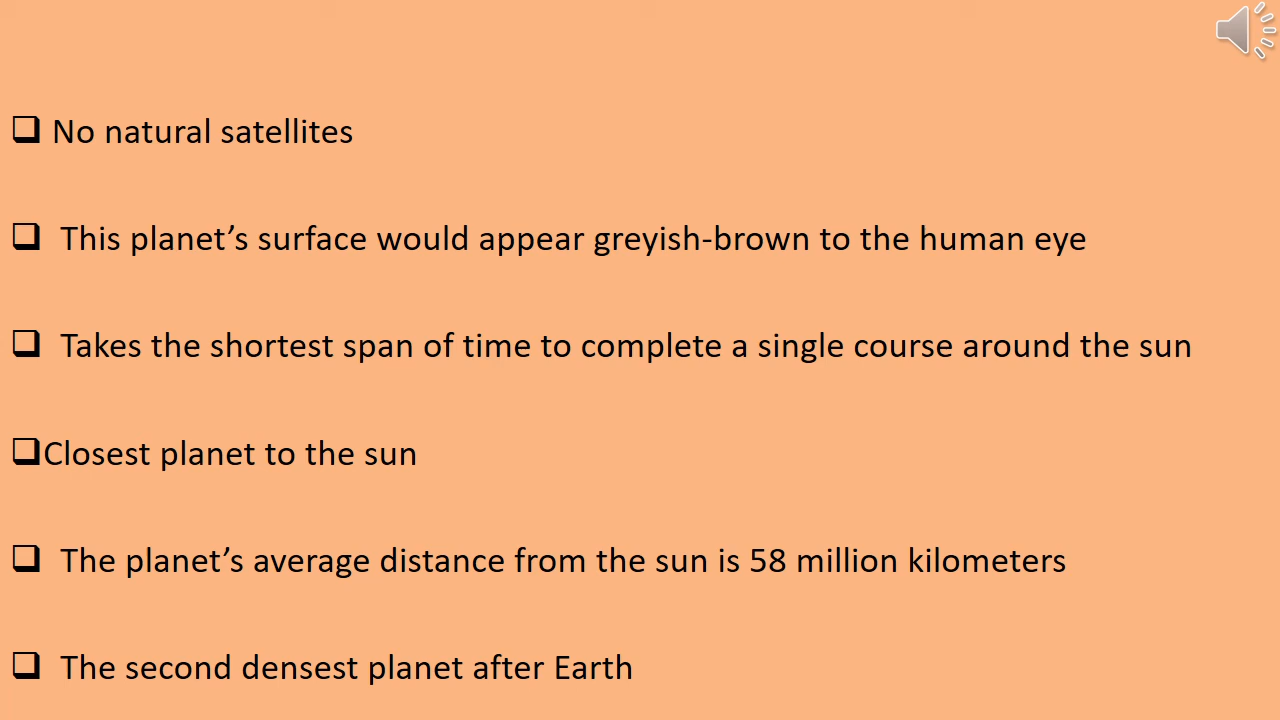 ❑ No natural satellites
❑ This planet’s surface would appear greyish-brown to the human eye
❑ Takes the shortest span of time to complete a single course around the sun
❑Closest planet to the sun
❑ The planet’s average distance from the sun is 58 million kilometers
❑ The second densest planet after Earth